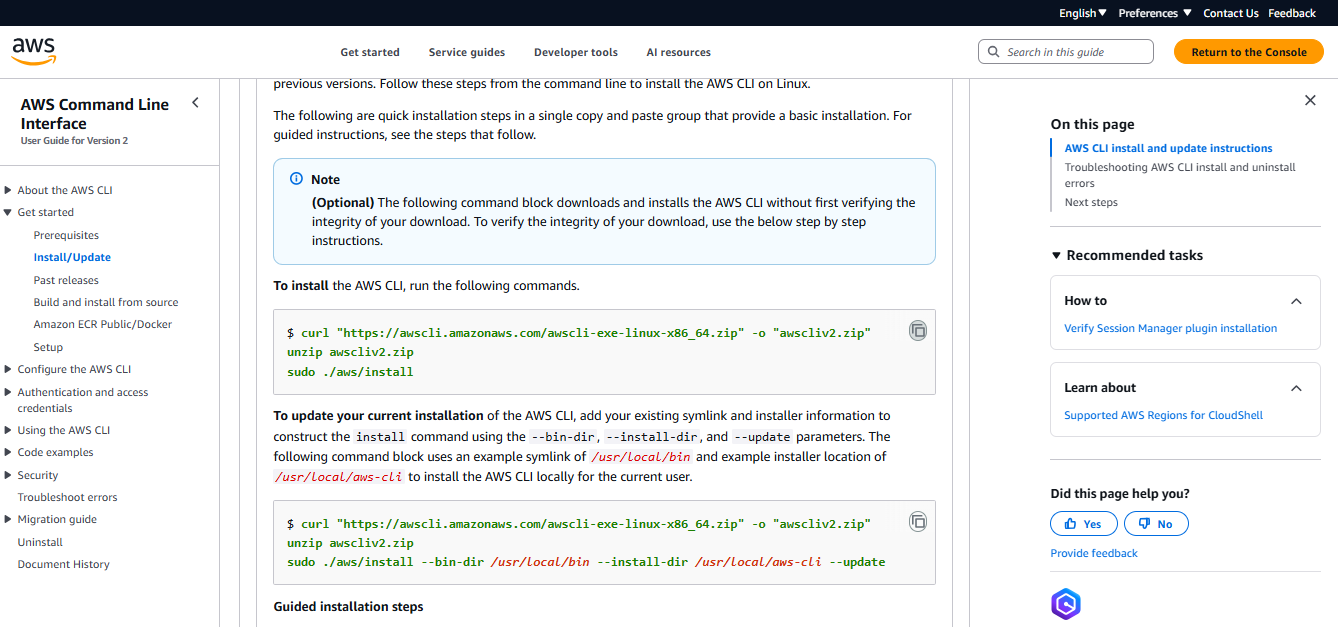 English Preferences Contact Us Feedback
aws
Get started Service guides Developer tools AI resources
Search in this guide
Return to the Console
AWS Command Line
Interface
User Guide for Version 2
About the AWS CLI
Get started
Prerequisites
Install/Update
Past releases
Build and install from source
Amazon ECR Public/Docker
Setup
Configure the AWS CLI
Authentication and access
credentials
Using the AWS CLI
Code examples
Security
Troubleshoot errors
Migration guide
Uninstall
Document History
previous versions. Follow these steps from the command line to install the AWS CLI on Linux.
The following are quick installation steps in a single copy and paste group that provide a basic installation. For
guided instructions, see the steps that follow.
Note
(Optional) The following command block downloads and installs the AWS CLI without first verifying the
integrity of your download. To verify the integrity of your download, use the below step by step
instructions.
To install the AWS CLI, run the following commands.
$ curl "https://awscli.amazonaws.com/awscli-exe-linux-x86_64.zip" -o "awscliv2.zip"
unzip awscliv2.zip
sudo ./aws/install
To update your current installation of the AWS CLI, add your existing symlink and installer information to
construct the install command using the --bin-dir, --install-dir, and --update parameters. The
following command block uses an example symlink of /usr/local/bin and example installer location of
/usr/local/aws-cli to install the AWS CLI locally for the current user.
$ curl "https://awscli.amazonaws.com/awscli-exe-linux-x86_64.zip" -o "awscliv2.zip"
unzip awscliv2.zip
sudo ./aws/install --bin-dir /usr/local/bin --install-dir /usr/local/aws-cli --update
Guided installation steps
On this page
AWS CLI install and update instructions
Troubleshooting AWS CLI install and uninstall
errors
Next steps
Recommended tasks
How to
Verify Session Manager plugin installation
Learn about
Supported AWS Regions for CloudShell
Did this page help you?
Yes No
Provide feedback